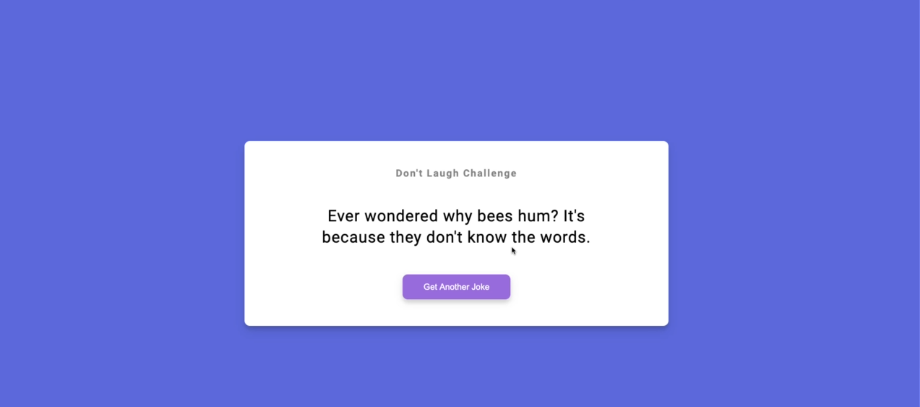 Don't Laugh Challenge
Ever wondered why bees hum? It's
because they don't know the words.
Get Another Joke